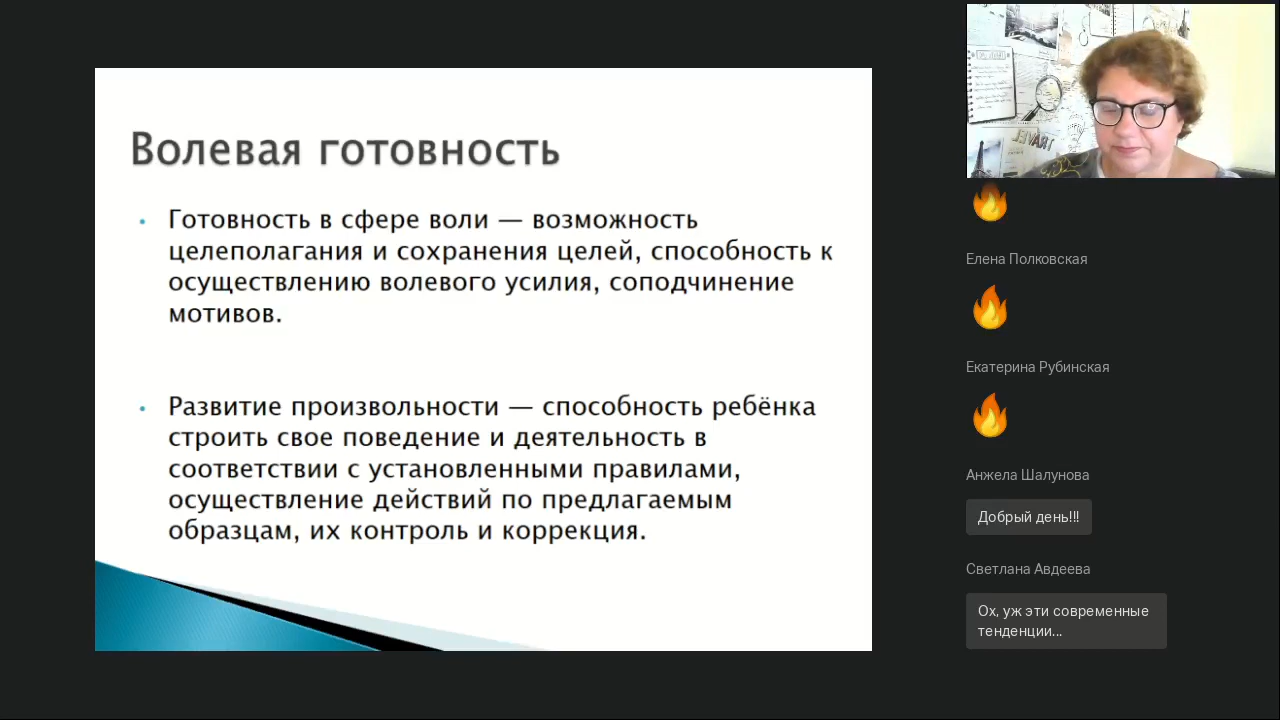 Волевая готовность
• Готовность в сфере воли — возможность
целеполагания и сохранения целей, способность к
осуществлению волевого усилия, соподчинение
мотивов.
• Развитие произвольности — способность ребёнка
строить свое поведение и деятельность в
соответствии с установленными правилами,
осуществление действий по предлагаемым
образцам, их контроль и коррекция.
Елена Полковская
Екатерина Рубинская
Анжела Шалунова
Добрый день!!!
Светлана Авдеева
Ох, уж эти современные
тенденции...